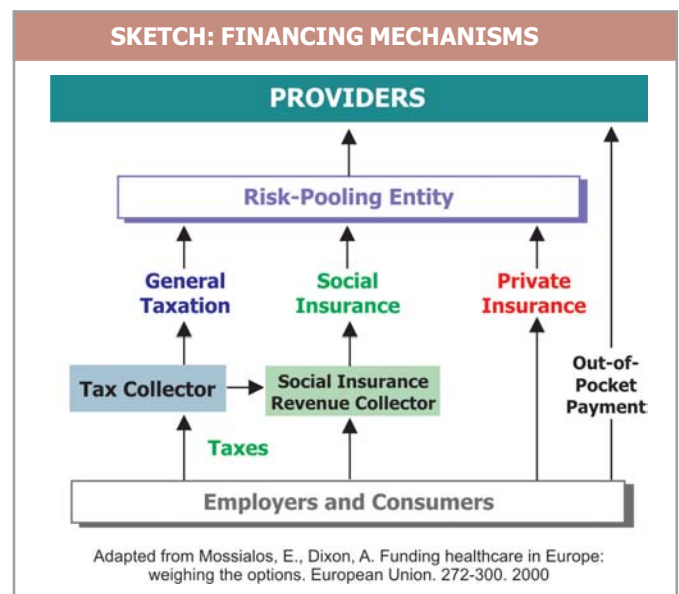 SKETCH: FINANCING MECHANISMS
PROVIDERS
Risk-Pooling Entity
General
Taxation
Social
Insurance
Private
Insurance
Tax Collector
Social Insurance
Revenue Collector
Out-of-
Pocket
Payment
Taxes
Employers and Consumers
Adapted from Mossialos, E., Dixon, A. Funding healthcare in Europe:
weighing the options. European Union. 272-300. 2000